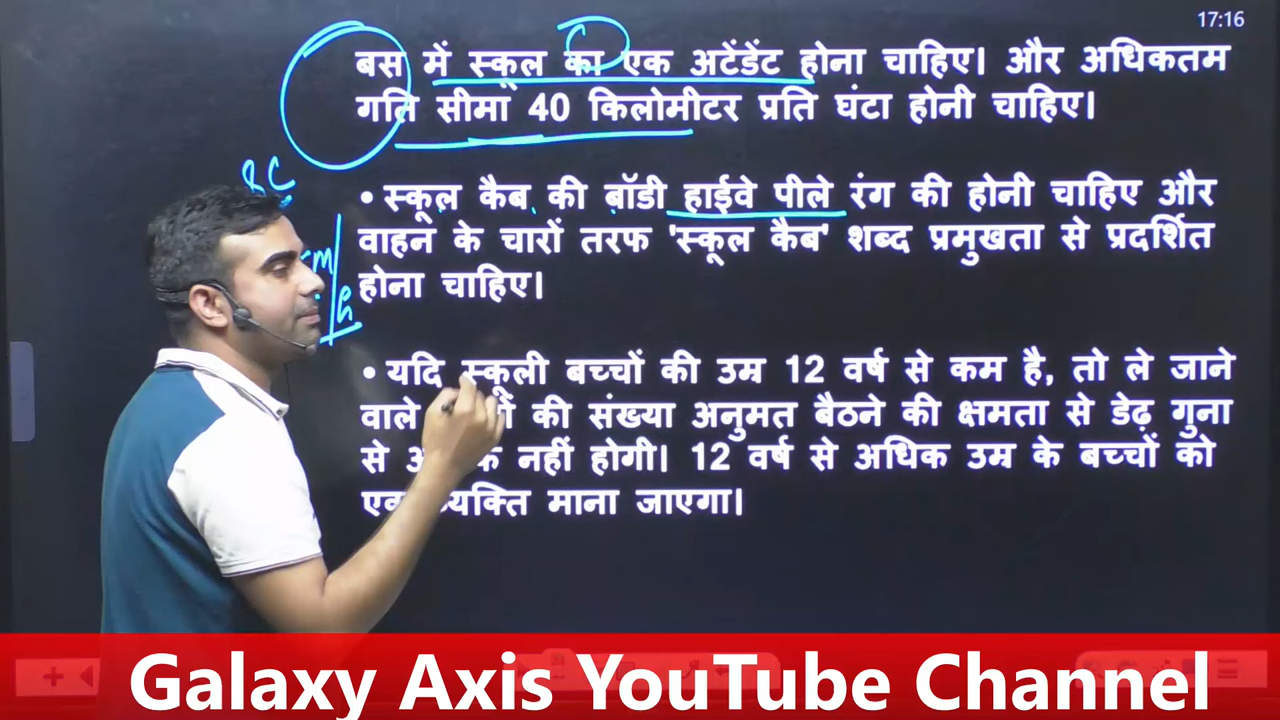 17:16
बस में स्कूल का एक अटेंडेंट होना चाहिए। और अधिकतम
गति सीमा 40 किलोमीटर प्रति घंटा होनी चाहिए।
• स्कूल कैब की बॉडी हाईवे पीले रंग की होनी चाहिए और
वाहन के चारों तरफ 'स्कूल कैब' शब्द प्रमुखता से प्रदर्शित
होना चाहिए।
• यदि स्कूली बच्चों की उम्र 12 वर्ष से कम है, तो ले जाने
वाले की संख्या अनुमत बैठने की क्षमता से डेढ़ गुना
से नहीं होगी। 12 वर्ष से अधिक उम्र के बच्चों को
माना जाएगा।
Galaxy Axis YouTube Channel